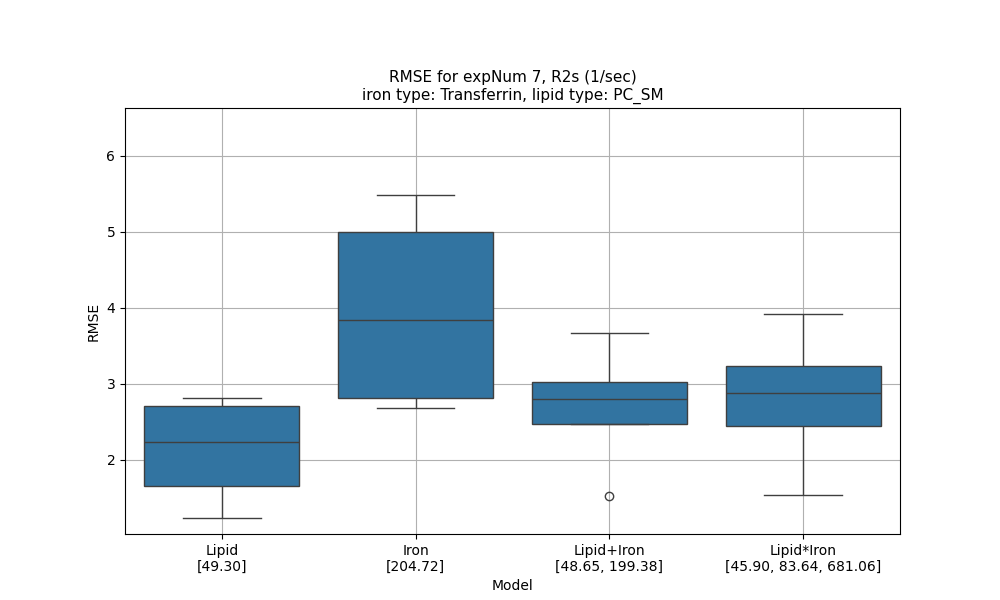 RMSE for expNum 7, R2s (1/sec)
iron type: Transferrin, lipid type: PC_SM
RMSE
6
5
4
3
2
Lipid
[49.30]
Iron
[204.72]
Lipid+Iron
[48.65, 199.38]
Lipid*Iron
[45.90, 83.64, 681.06]
Model